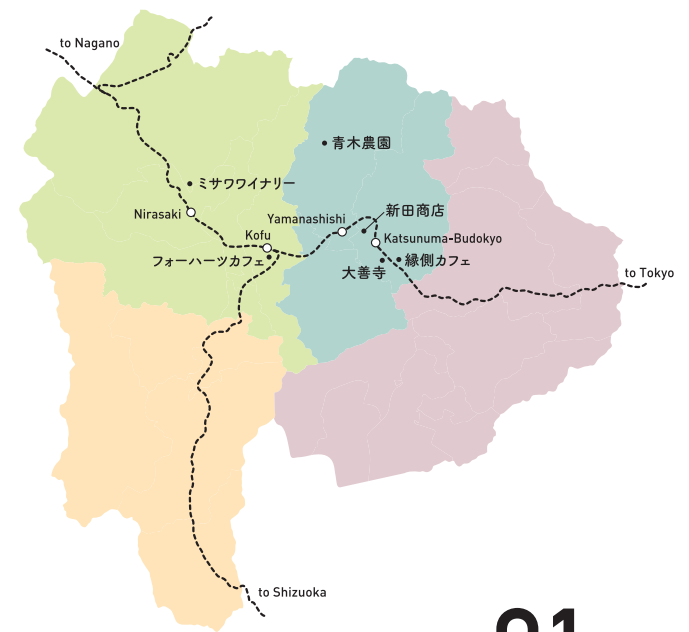 to Nagano
青木農園
ミサワワイナリー
Nirasaki
Yamanashishi
新田商店
Kofu
Katsunuma-Budokyo
フォーハーツカフェ
縁側カフェ
大善寺
to Tokyo
to Shizuoka